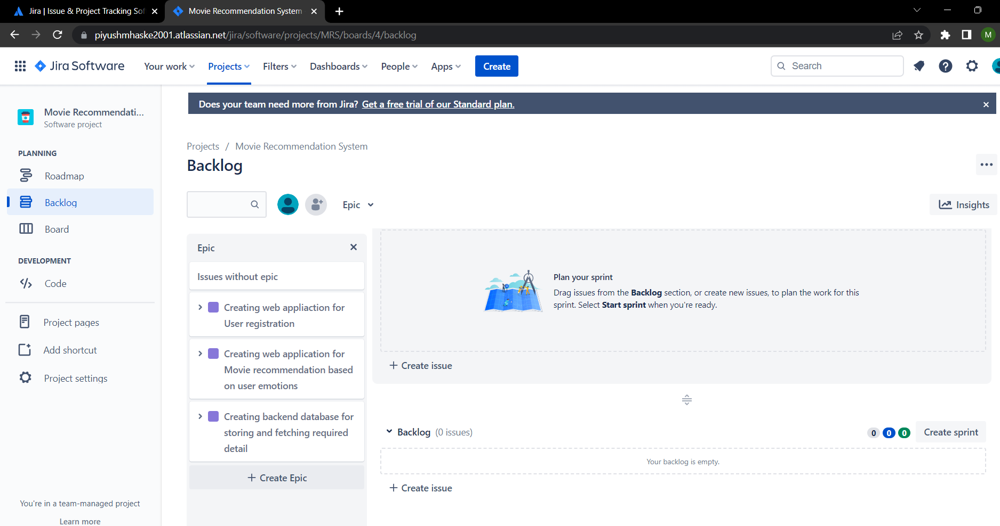 Jira | Issue & Project Tracking Sof
Movie Recommendation System
piyushmhaske2001.atlassian.net/jira/software/projects/MRS/boards/4/backlog
M
Jira Software
Your work
Projects
Filters
Dashboards
People
Apps
Create
Search
Movie Recommendati...
Software project
PLANNING
Roadmap
Backlog
Board
DEVELOPMENT
Code
Project pages
Add shortcut
Project settings
You're in a team-managed project
Learn more
Does your team need more from Jira? Get a free trial of our Standard plan.
Projects / Movie Recommendation System
Backlog
Epic
Insights
Epic
Issues without epic
Creating web appliaction for
User registration
Creating web application for
Movie recommendation based
on user emotions
Creating backend database for
storing and fetching required
detail
+ Create Epic
Plan your sprint
Drag issues from the Backlog section, or create new issues, to plan the work for this
sprint. Select Start sprint when you're ready.
+ Create issue
Backlog (0 issues)
0 0 0
Create sprint
Your backlog is empty.
+ Create issue